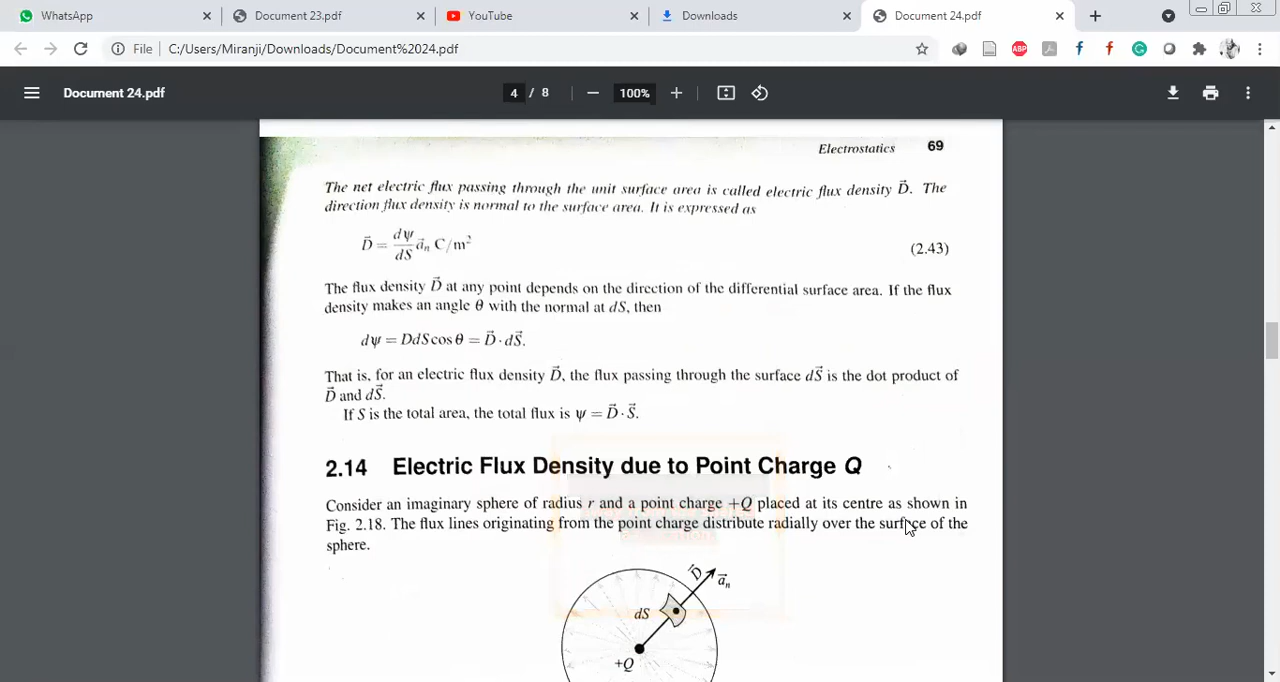 WhatsApp
Document 23.pdf
YouTube
Downloads
Document 24.pdf
File
C:/Users/Miranji/Downloads/Document%2024.pdf
ABP
Document 24.pdf
4 / 8
100%
Electrostatics 69
The net electric flux passing through the unit surface area is called electric flux density D⃗. The
direction flux density is normal to the surface area. It is expressed as
D⃗ = dψ/dS a⃗ₙ C/m² (2.43)
The flux density D⃗ at any point depends on the direction of the differential surface area. If the flux
density makes an angle θ with the normal at dS, then
dψ = DdS cos θ = D⃗ · dS⃗.
That is, for an electric flux density D⃗, the flux passing through the surface dS⃗ is the dot product of
D⃗ and dS⃗.
If S is the total area, the total flux is ψ = D⃗ · S⃗.
2.14 Electric Flux Density due to Point Charge Q
Consider an imaginary sphere of radius r and a point charge +Q placed at its centre as shown in
Fig. 2.18. The flux lines originating from the point charge distribute radially over the surface of the
sphere.
D⃗
a⃗ₙ
dS
+Q